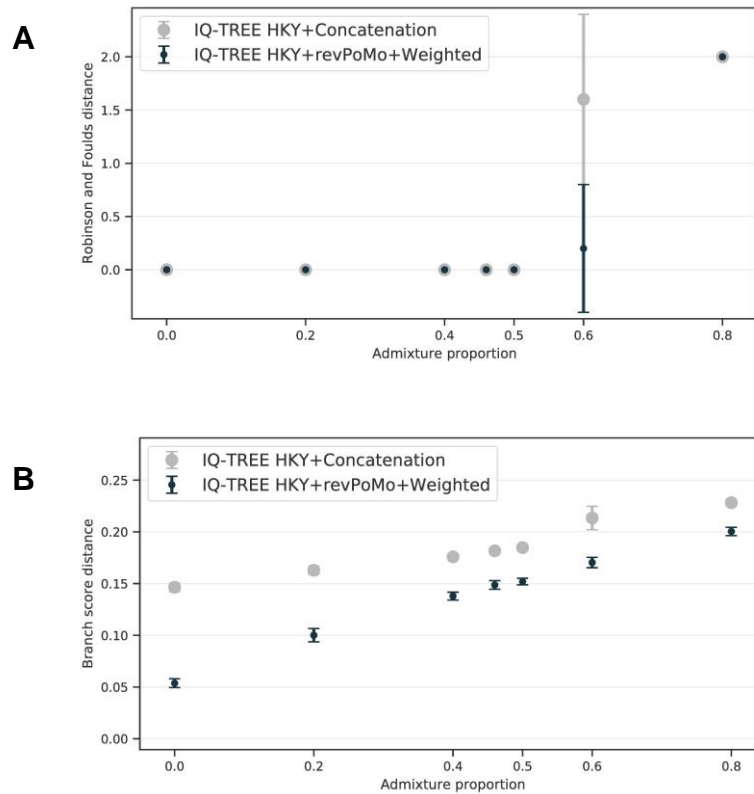 A
IQ-TREE HKY+Concatenation
IQ-TREE HKY+revPoMo+Weighted
Robinson and Foulds distance
2.0
1.5
1.0
0.5
0.0
0.0 0.2 0.4 0.5 0.6 0.8
Admixture proportion
B
IQ-TREE HKY+Concatenation
IQ-TREE HKY+revPoMo+Weighted
Branch score distance
0.25
0.20
0.15
0.10
0.05
0.00
0.0 0.2 0.4 0.5 0.6 0.8
Admixture proportion